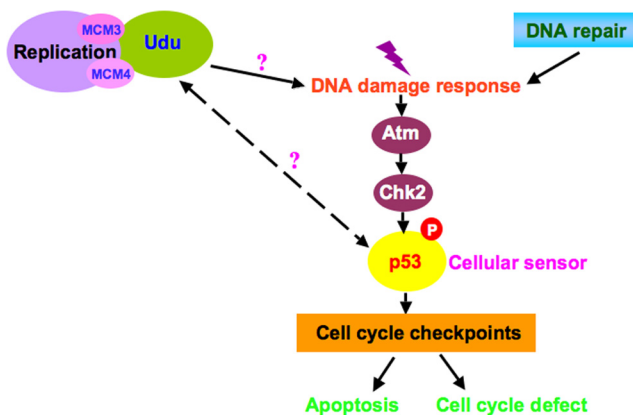 MCM3
Replication
Udu
MCM4
?
DNA repair
DNA damage response
Atm
?
Chk2
P
p53
Cellular sensor
Cell cycle checkpoints
Apoptosis
Cell cycle defect